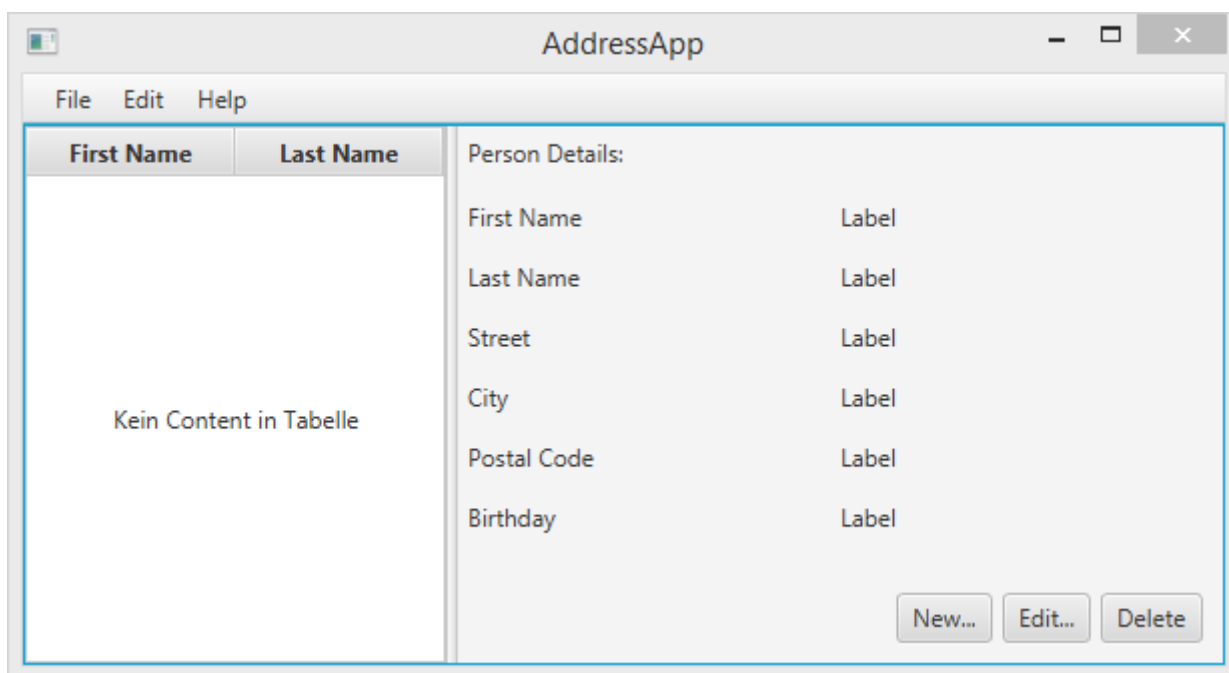 AddressApp
File Edit Help
First Name Last Name
Kein Content in Tabelle
Person Details:
First Name Label
Last Name Label
Street Label
City Label
Postal Code Label
Birthday Label
New... Edit... Delete